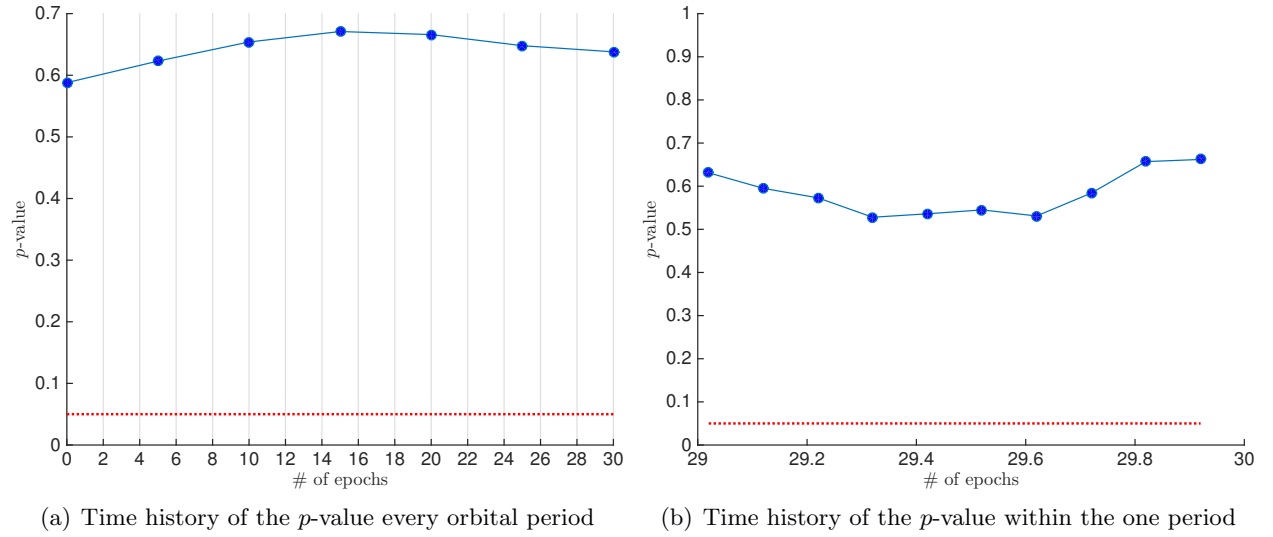 0.7
0.6
0.5
0.4
0.3
0.2
0.1
0
p-value
0 2 4 6 8 10 12 14 16 18 20 22 24 26 28 30
# of epochs
(a) Time history of the p-value every orbital period
1
0.9
0.8
0.7
0.6
0.5
0.4
0.3
0.2
0.1
0
p-value
29 29.2 29.4 29.6 29.8 30
# of epochs
(b) Time history of the p-value within the one period